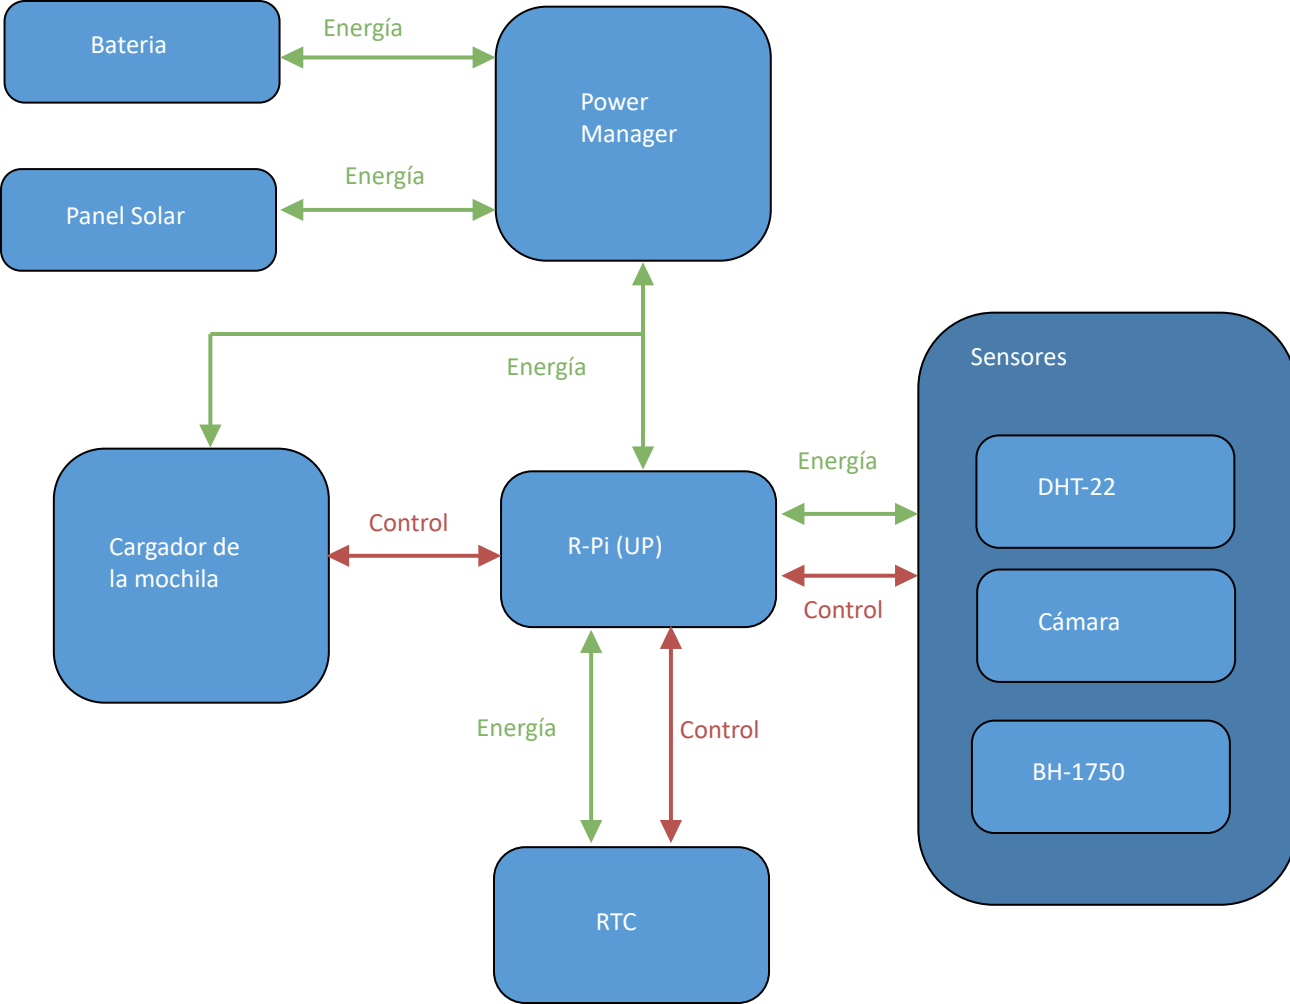 Bateria
Energía
Power
Manager
Energía
Panel Solar
Energía
Sensores
Energía
DHT-22
Control
Cargador de
la mochila
R-Pi (UP)
Control
Cámara
Energía
Control
BH-1750
RTC